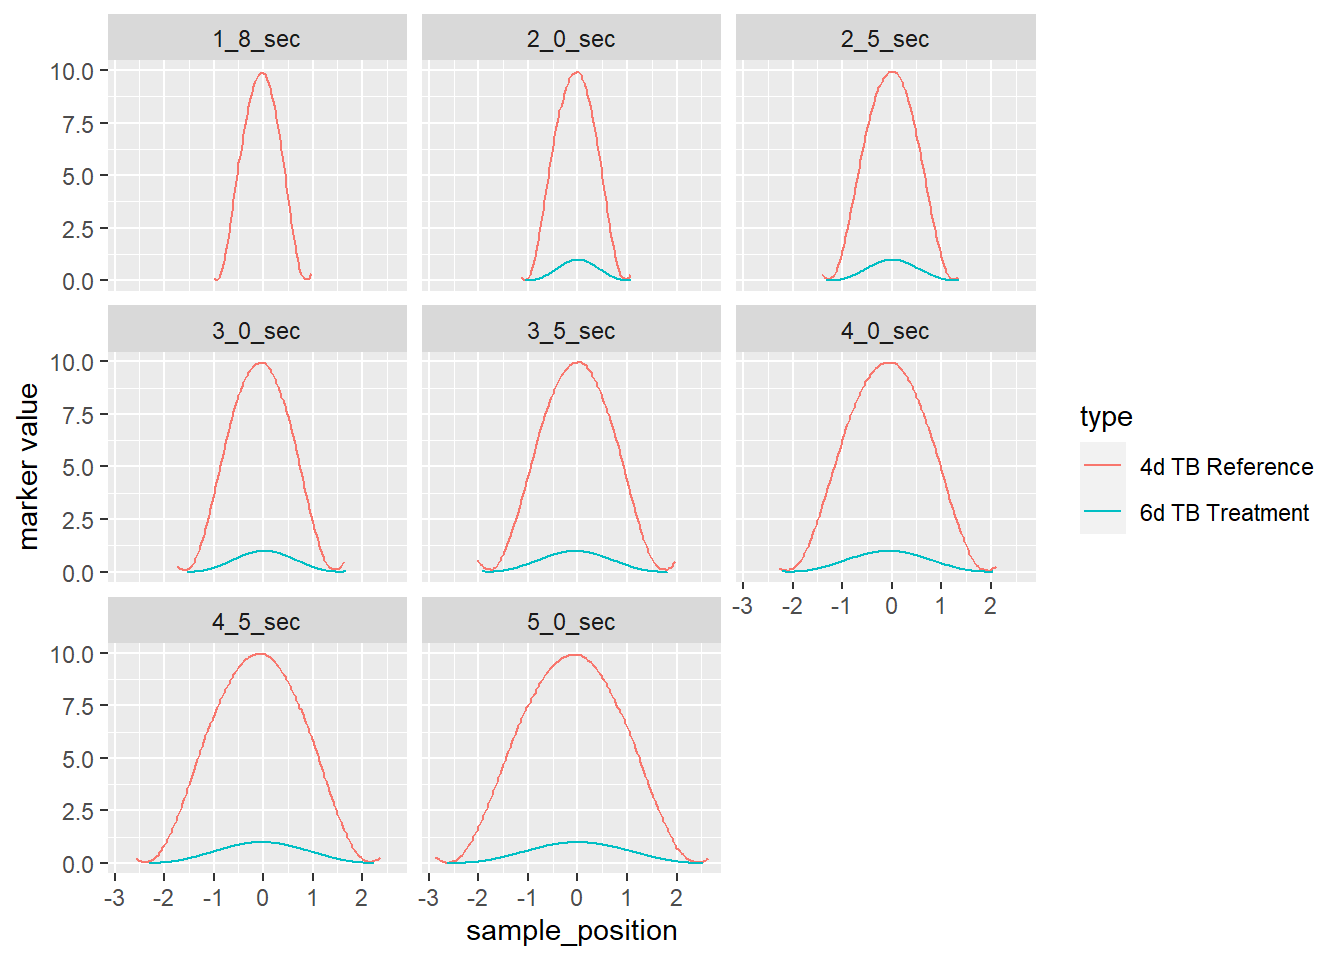 1_8_sec
2_0_sec
2_5_sec
10.0
7.5
5.0
2.5
0.0
3_0_sec
3_5_sec
4_0_sec
10.0
7.5
5.0
2.5
0.0
-3 -2 -1 0 1 2
4_5_sec
5_0_sec
10.0
7.5
5.0
2.5
0.0
-3 -2 -1 0 1 2
-3 -2 -1 0 1 2
sample_position
marker value
type
4d TB Reference
6d TB Treatment